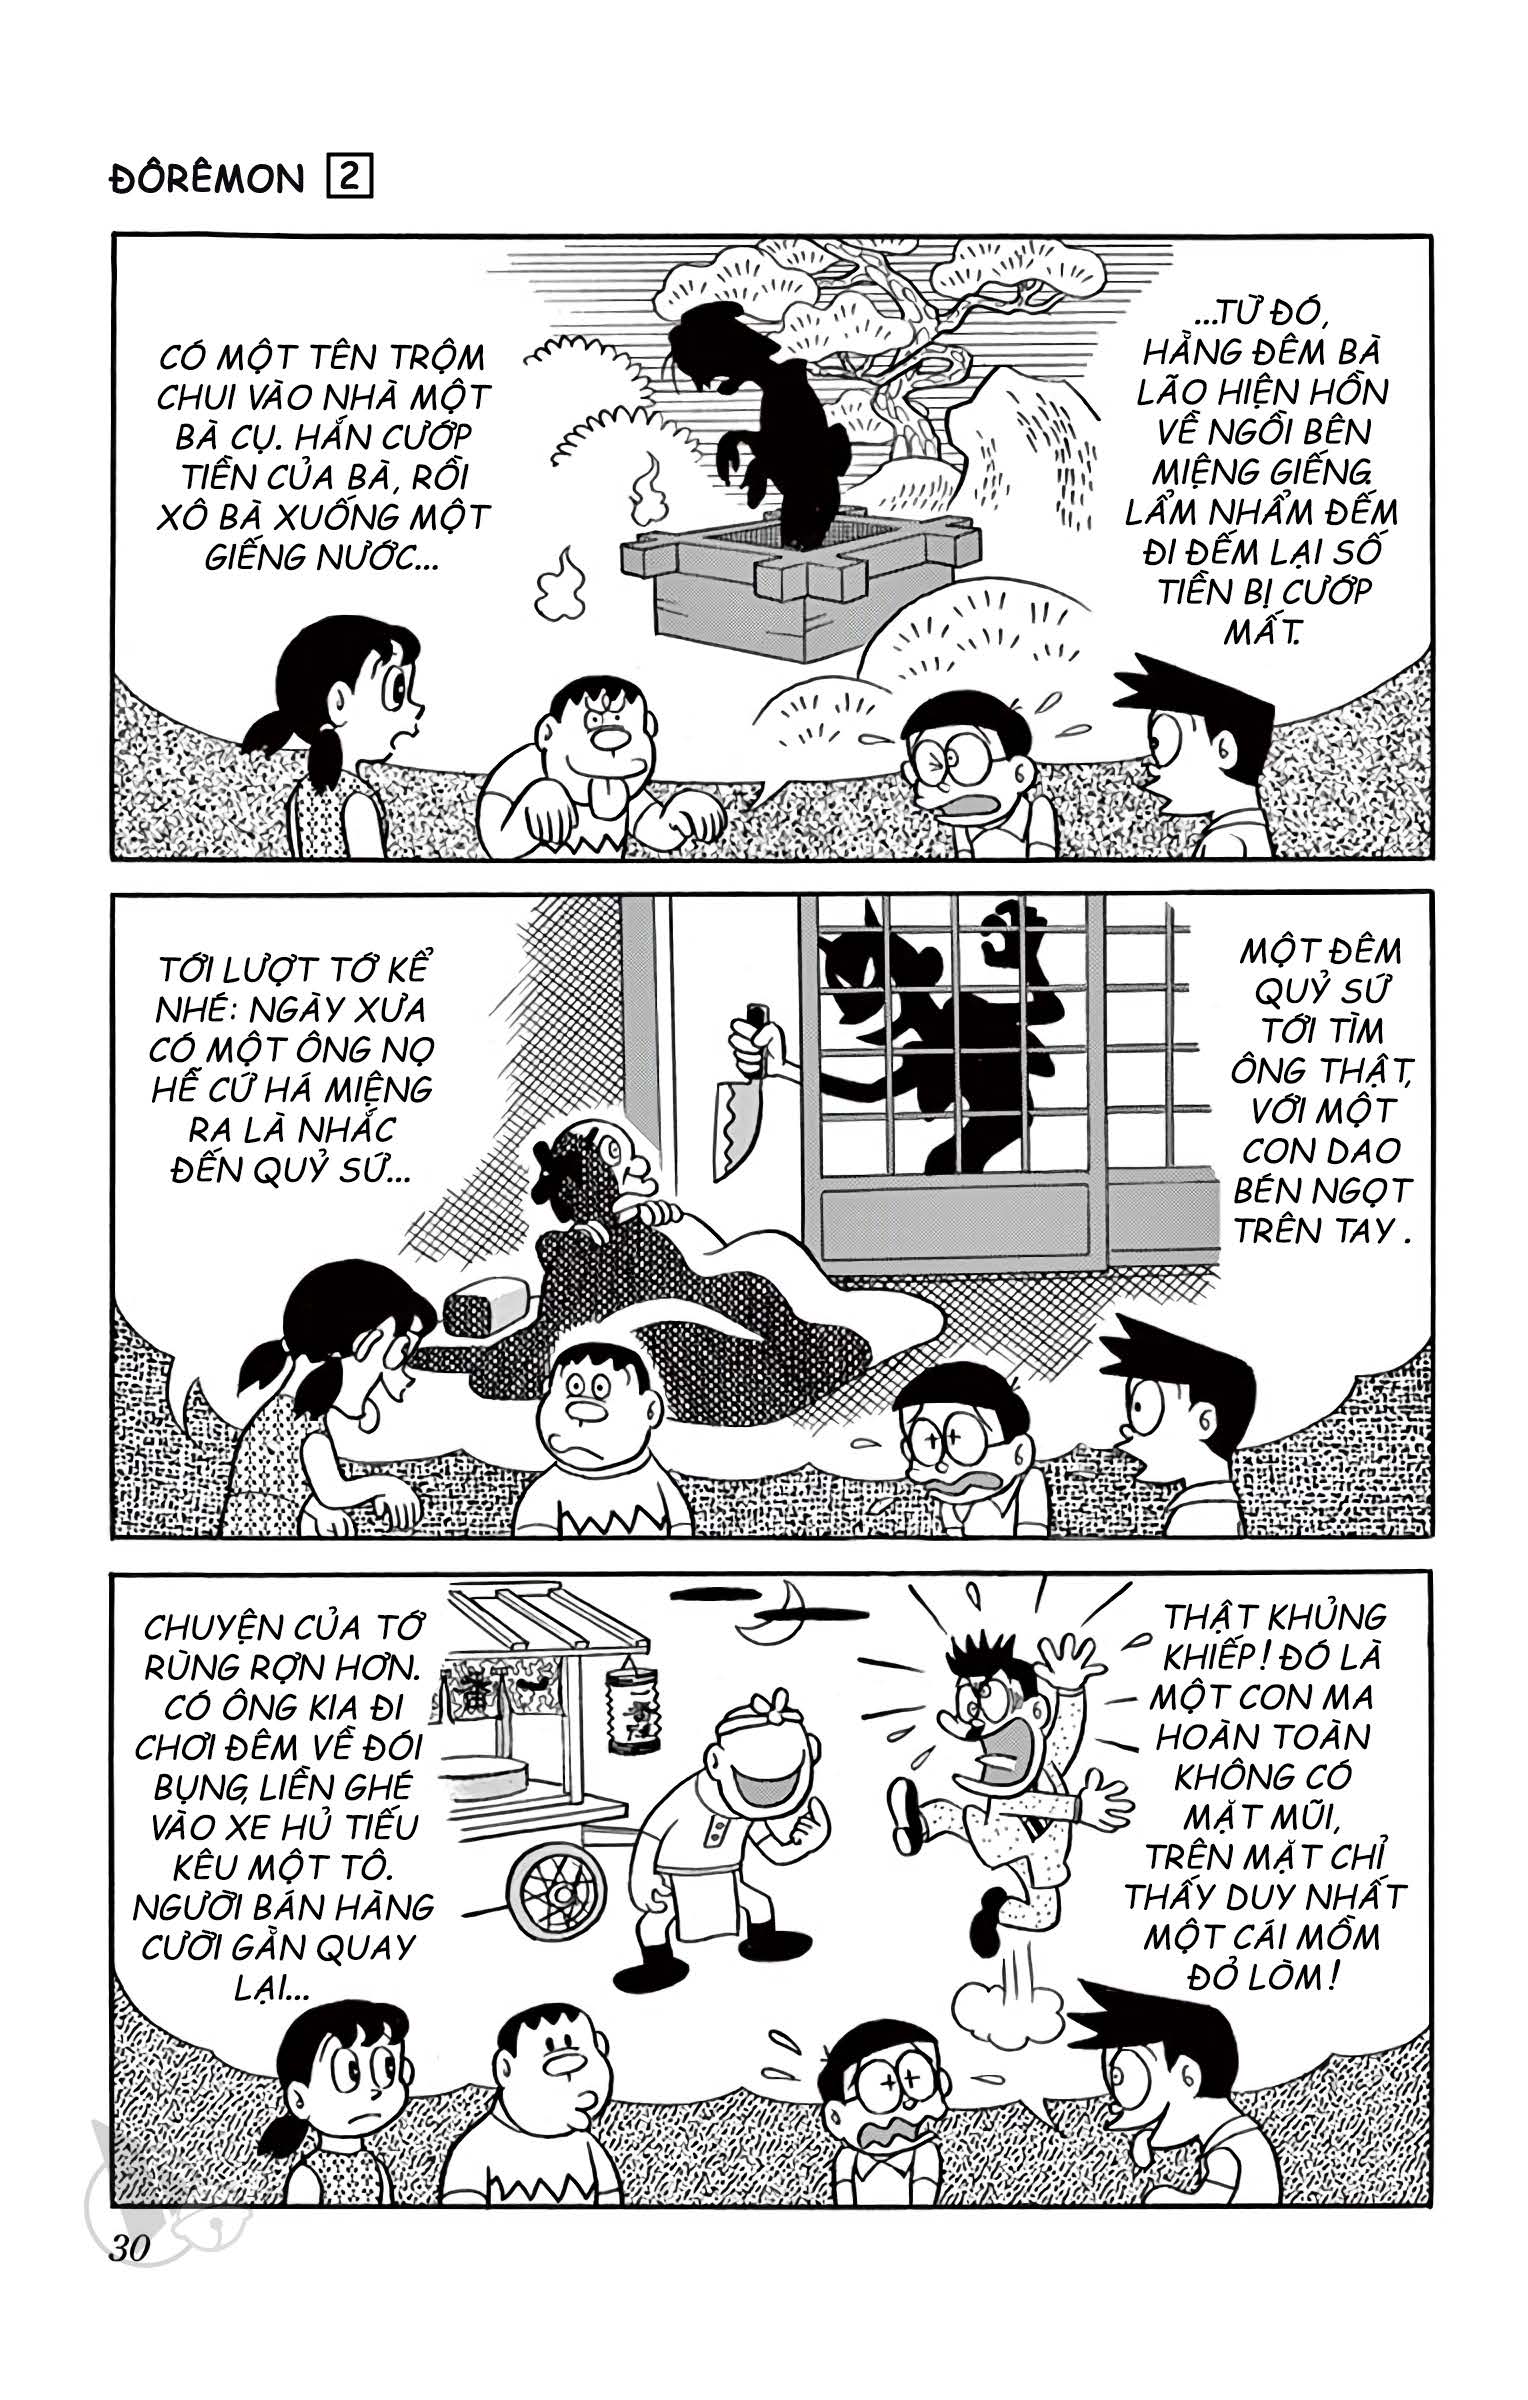 ĐÔRÊMON 2
CÓ MỘT TÊN TRỘM
CHUI VÀO NHÀ MỘT
BÀ CỤ. HẮN CƯỚP
TIỀN CỦA BÀ, RỒI
XÔ BÀ XUỐNG MỘT
GIẾNG NƯỚC...
...TỪ ĐÓ,
HẰNG ĐÊM BÀ
LÃO HIỆN HỒN
VỀ NGỒI BÊN
MIỆNG GIẾNG.
LẨM NHẨM ĐẾM
ĐI ĐẾM LẠI SỐ
TIỀN BỊ CƯỚP
MẤT.
TỚI LƯỢT TỚ KỂ
NHÉ: NGÀY XƯA
CÓ MỘT ÔNG NỌ
HỄ CỨ HÁ MIỆNG
RA LÀ NHẮC
ĐẾN QUỶ SỨ...
MỘT ĐÊM
QUỶ SỨ
TỚI TÌM
ÔNG THẬT,
VỚI MỘT
CON DAO
BÉN NGỌT
TRÊN TAY.
CHUYỆN CỦA TỚ
RÙNG RỢN HƠN.
CÓ ÔNG KIA ĐI
CHƠI ĐÊM VỀ ĐÓI
BỤNG, LIỀN GHÉ
VÀO XE HỦ TIẾU
KÊU MỘT TÔ.
NGƯỜI BÁN HÀNG
CƯỜI GẰN QUAY
LẠI...
THẬT KHỦNG
KHIẾP! ĐÓ LÀ
MỘT CON MA
HOÀN TOÀN
KHÔNG CÓ
MẶT MŨI,
TRÊN MẶT CHỈ
THẤY DUY NHẤT
MỘT CÁI MỒM
ĐỎ LÒM!
30